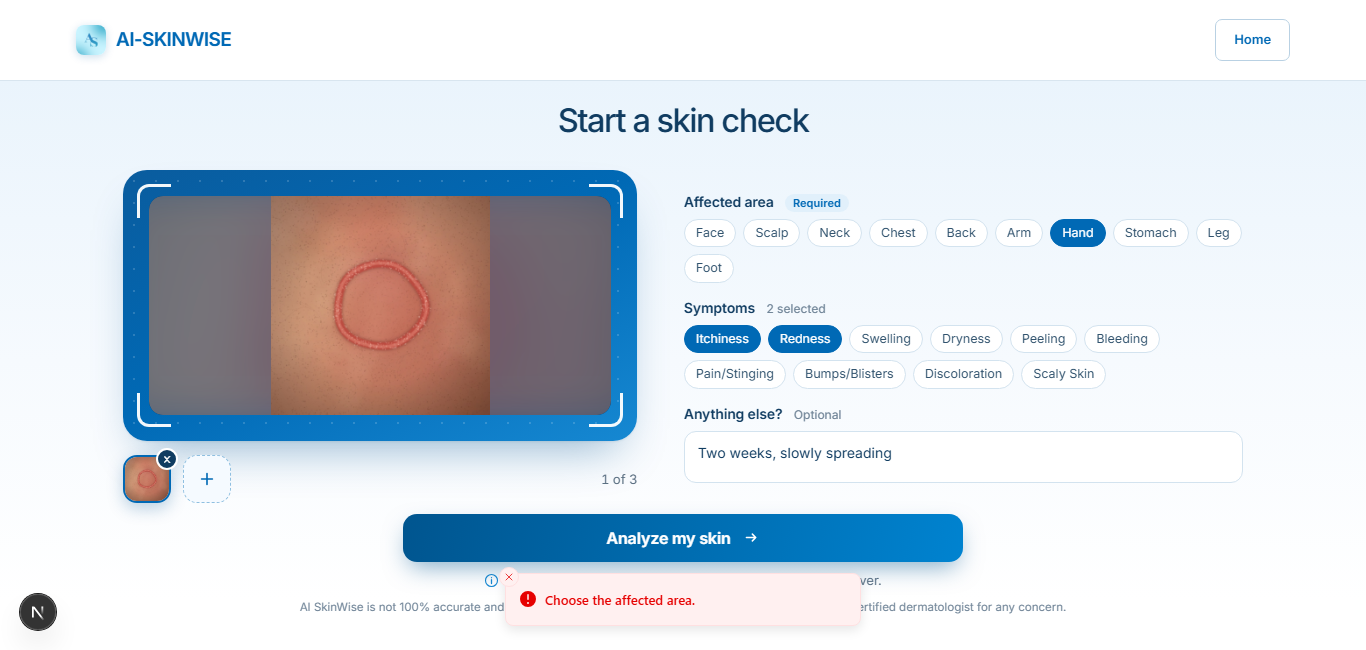 AI-SKINWISE
Home
Start a skin check
Affected area Required
Face Scalp Neck Chest Back Arm Hand Stomach Leg
Foot
Symptoms 2 selected
Itchiness Redness Swelling Dryness Peeling Bleeding
Pain/Stinging Bumps/Blisters Discoloration Scaly Skin
Anything else? Optional
Two weeks, slowly spreading
1 of 3
Analyze my skin
ver.
Choose the affected area.
AI SkinWise is not 100% accurate and ertified dermatologist for any concern.
N